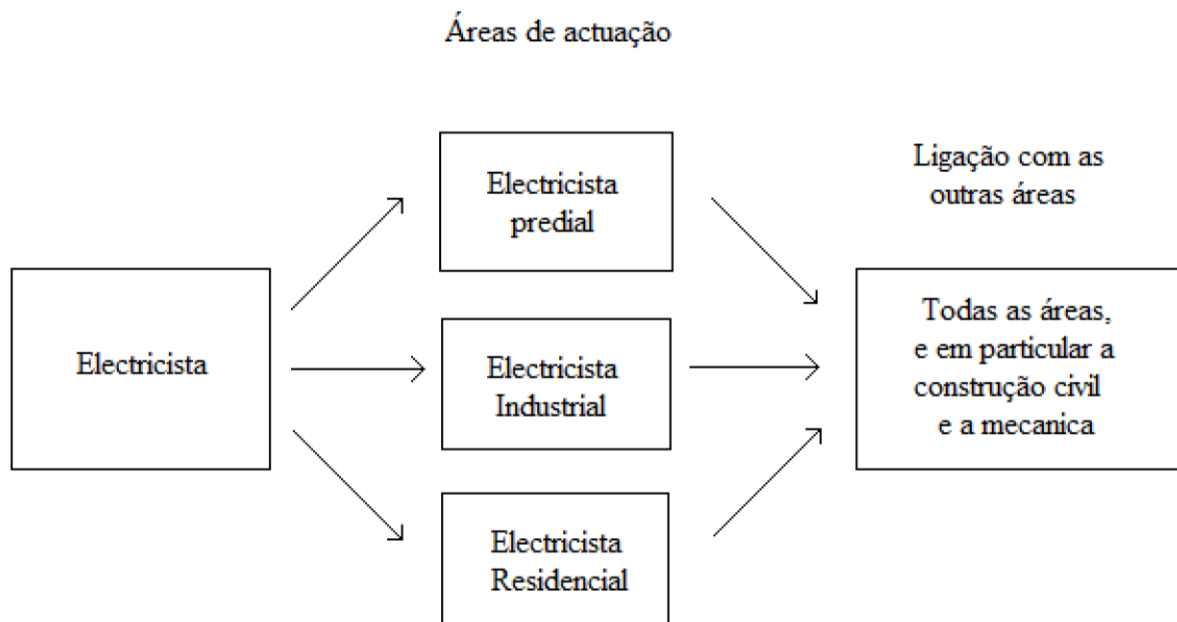 Áreas de actuação
Electricista
Electricista
predial
Electricista
Industrial
Electricista
Residencial
Ligação com as
outras áreas
Todas as áreas,
e em particular a
construção civil
e a mecanica